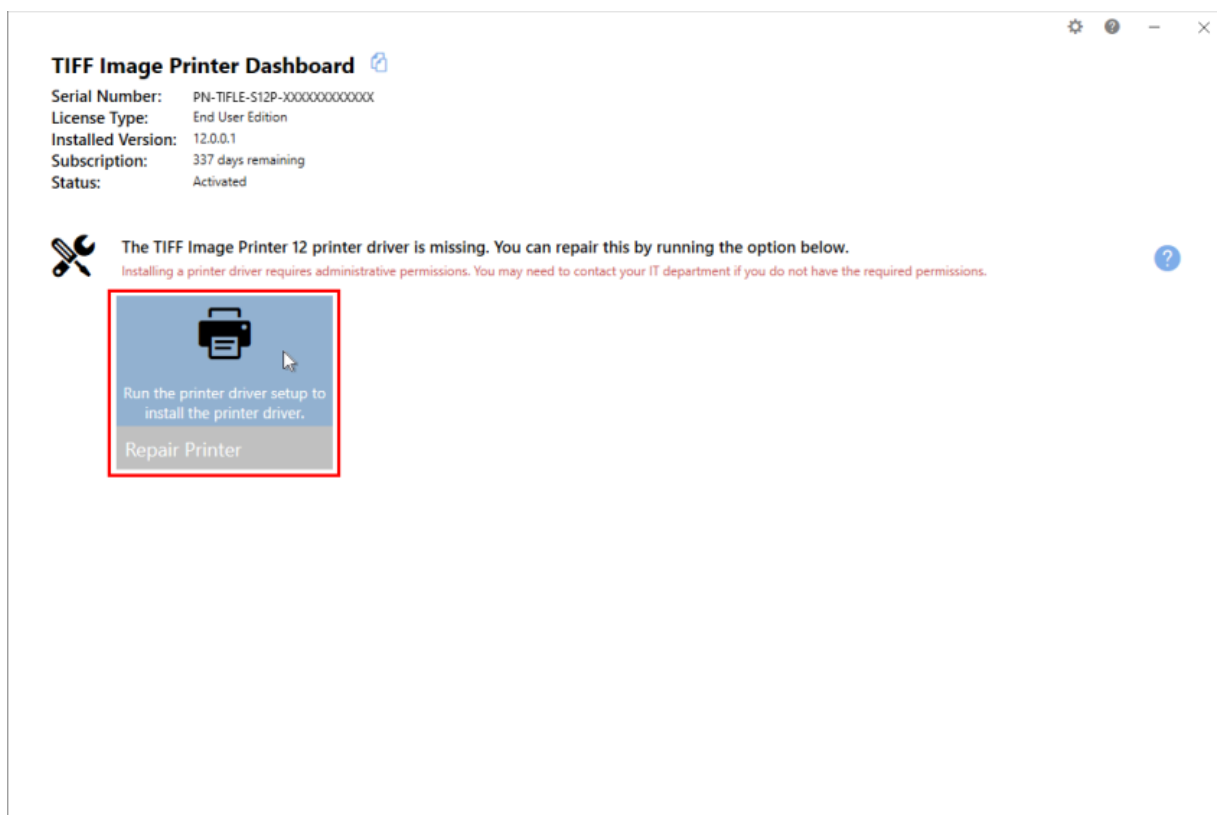 TIFF Image Printer Dashboard
Serial Number: PN-TIFLE-S12P-XXXXXXXXXXXX
License Type: End User Edition
Installed Version: 12.0.0.1
Subscription: 337 days remaining
Status: Activated
The TIFF Image Printer 12 printer driver is missing. You can repair this by running the option below.
Installing a printer driver requires administrative permissions. You may need to contact your IT department if you do not have the required permissions.
?
Run the printer driver setup to
install the printer driver.
Repair Printer